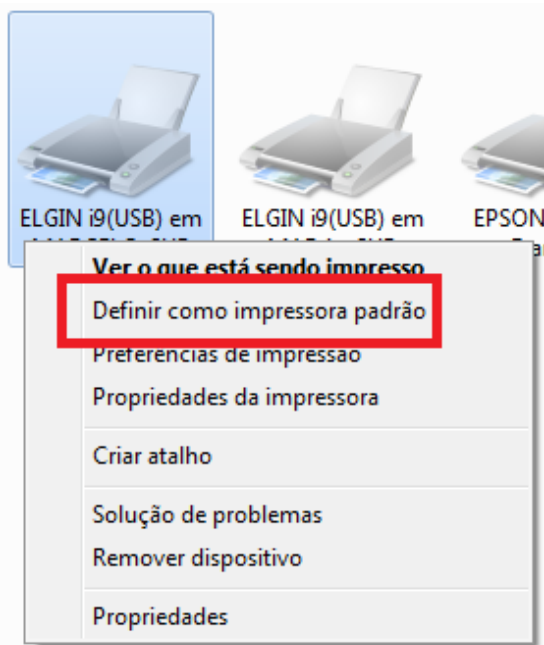 ELGIN i9(USB) em
ELGIN i9(USB) em
EPSON
Ver o que está sendo impresso
Definir como impressora padrão
Preferências de impressão
Propriedades da impressora
Criar atalho
Solução de problemas
Remover dispositivo
Propriedades